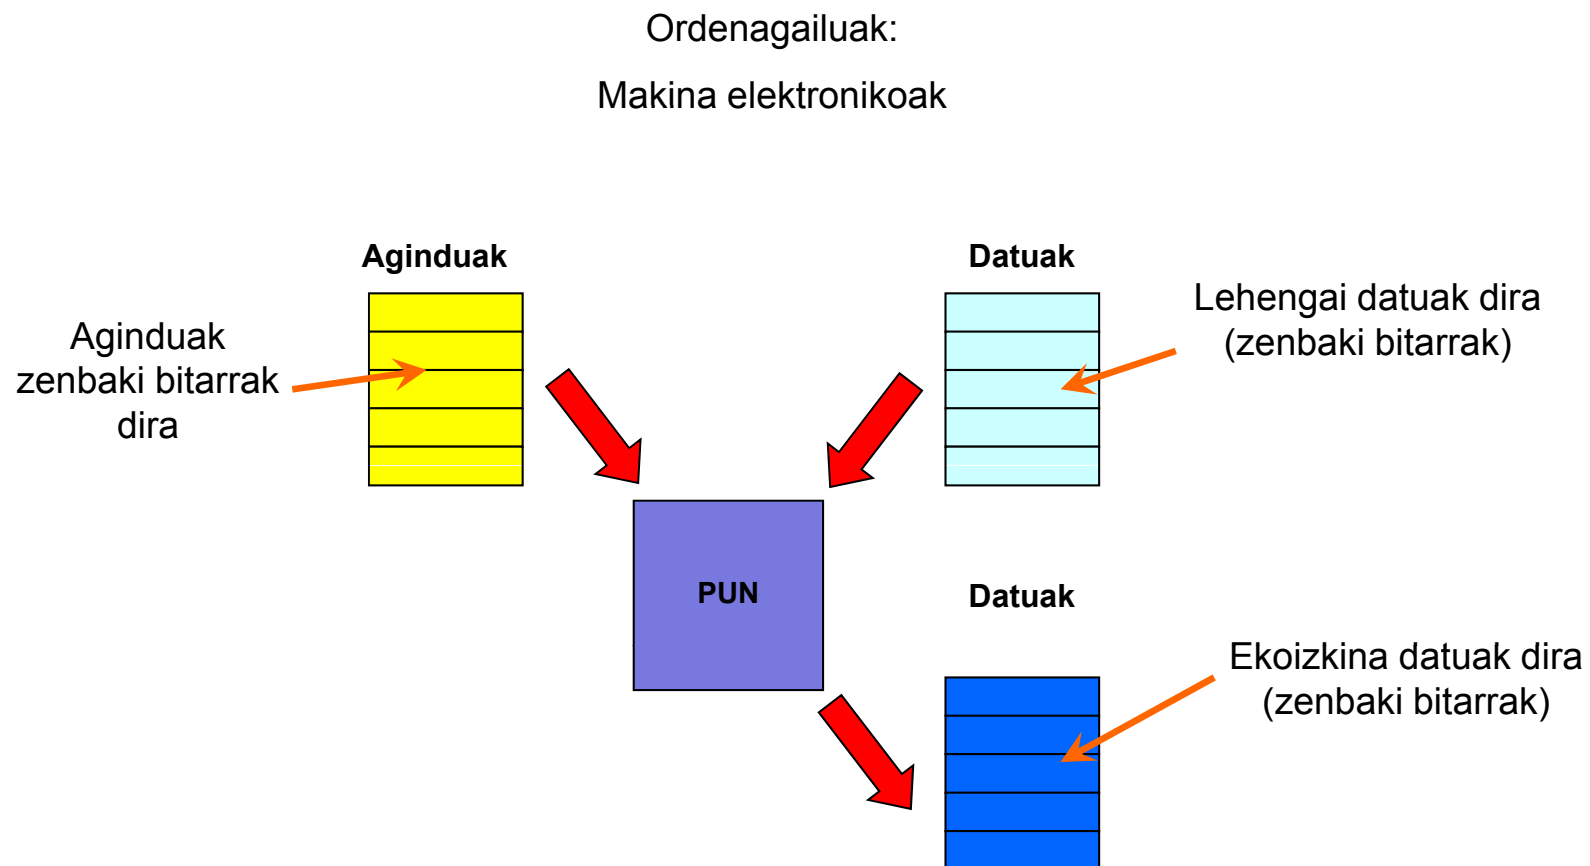 Ordenagailuak:
Makina elektronikoak
Aginduak
Datuak
Aginduak
zenbaki bitarrak
dira
Lehengai datuak dira
(zenbaki bitarrak)
PUN
Datuak
Ekoizkina datuak dira
(zenbaki bitarrak)